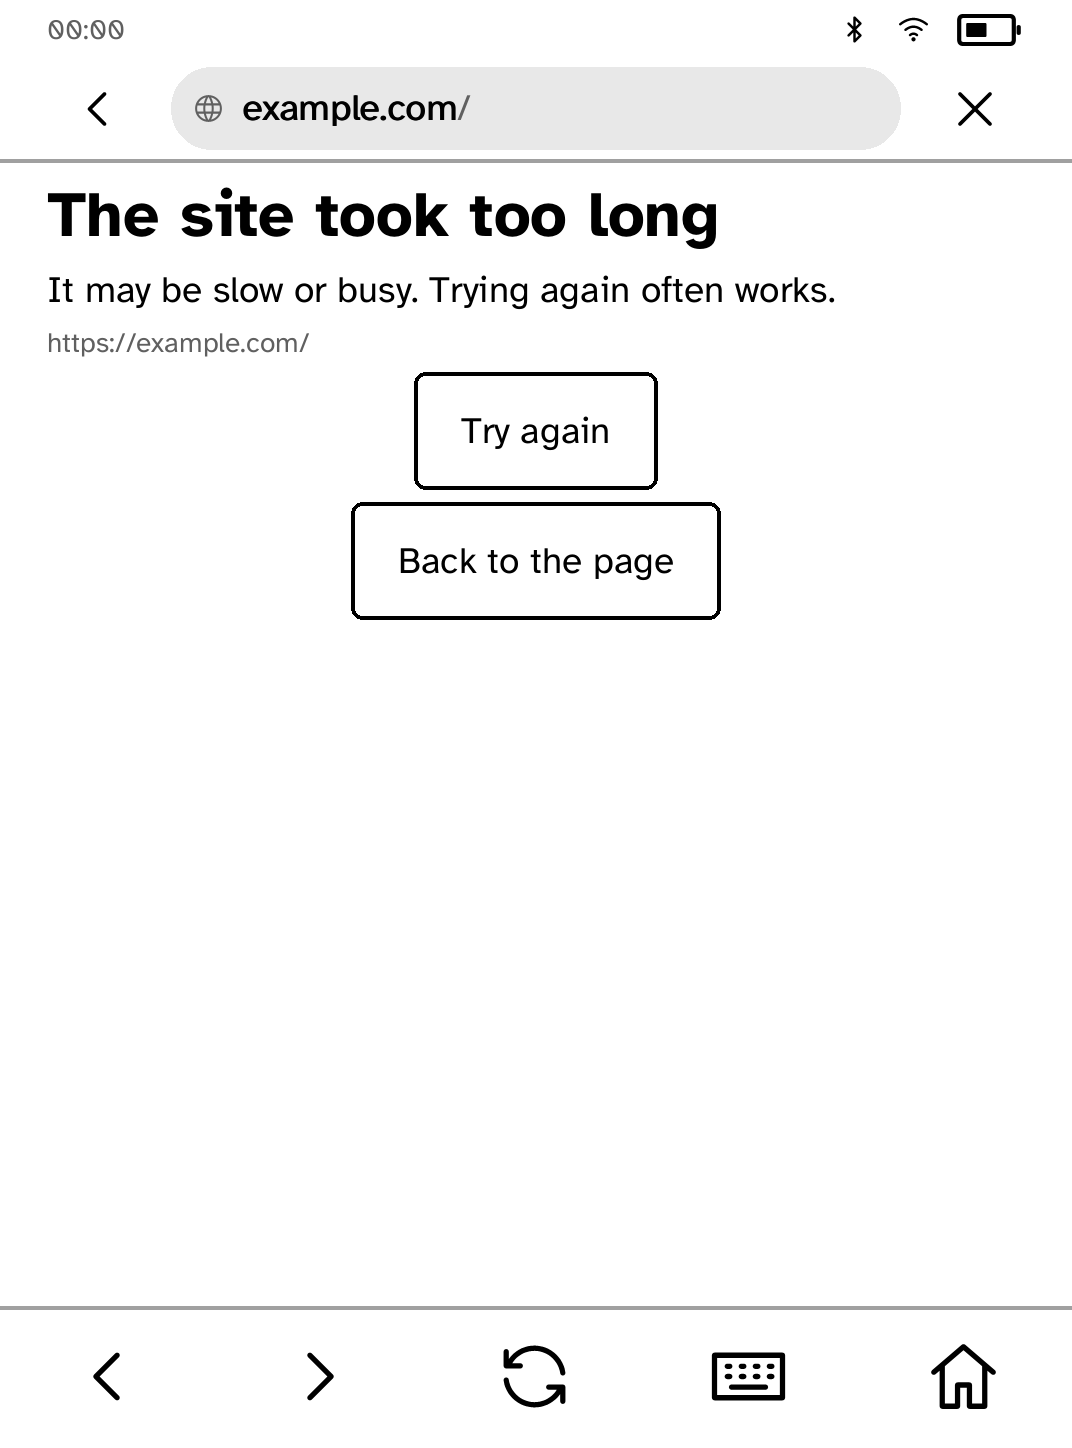 00:00
example.com/
The site took too long
It may be slow or busy. Trying again often works.
https://example.com/
Try again
Back to the page